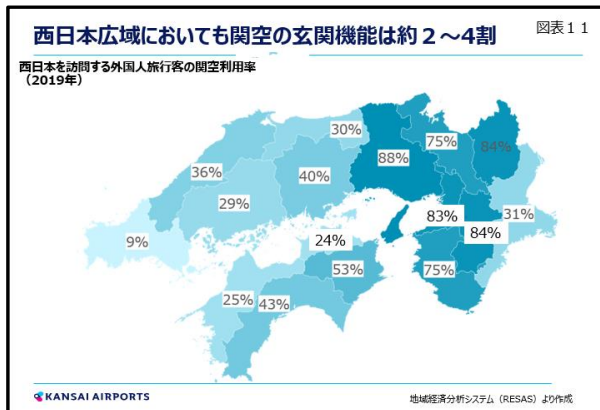 西日本広域においても関空の玄関機能は約２～4割
図表１１
西日本を訪問する外国人旅行客の関空利用率
（2019年）
30%
75%
84%
88%
36%
40%
29%
31%
83%
9%
24%
84%
53%
75%
25%
43%
KANSAI AIRPORTS
地域経済分析システム（RESAS）より作成